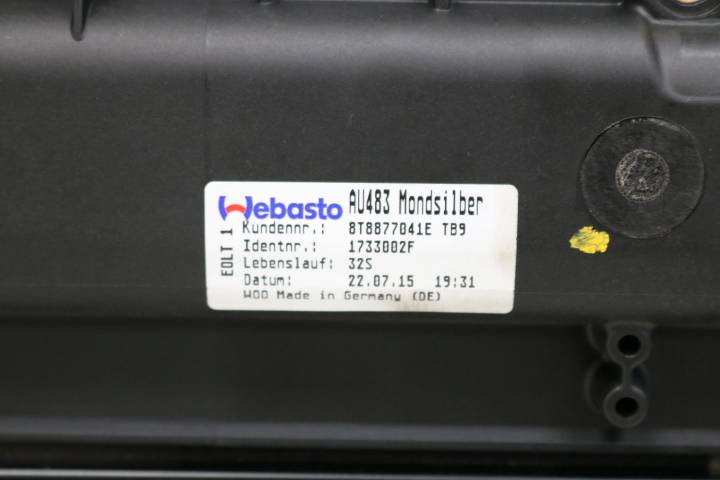 Webasto AU483 Mondsilber
EOLT 1
Kundennr.: 8T8877041E TB9
Identnr.: 1733002F
Lebenslauf: 32S
Datum: 22.07.15 19:31
WOO Made in Germany (DE)